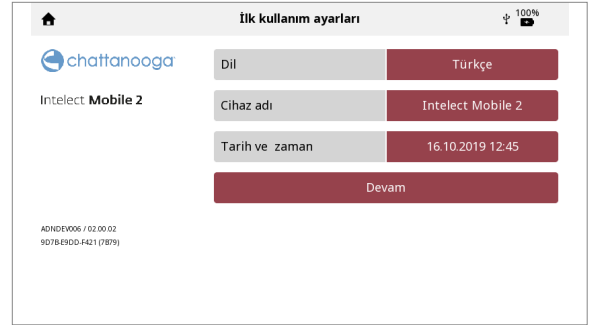 İlk kullanım ayarları
100%
chattanooga
Intelect Mobile 2
Dil
Türkçe
Cihaz adı
Intelect Mobile 2
Tarih ve zaman
16.10.2019 12:45
Devam
ADNDEV006 / 02.00.02
9D7B-E9DD-F421 (7B79)